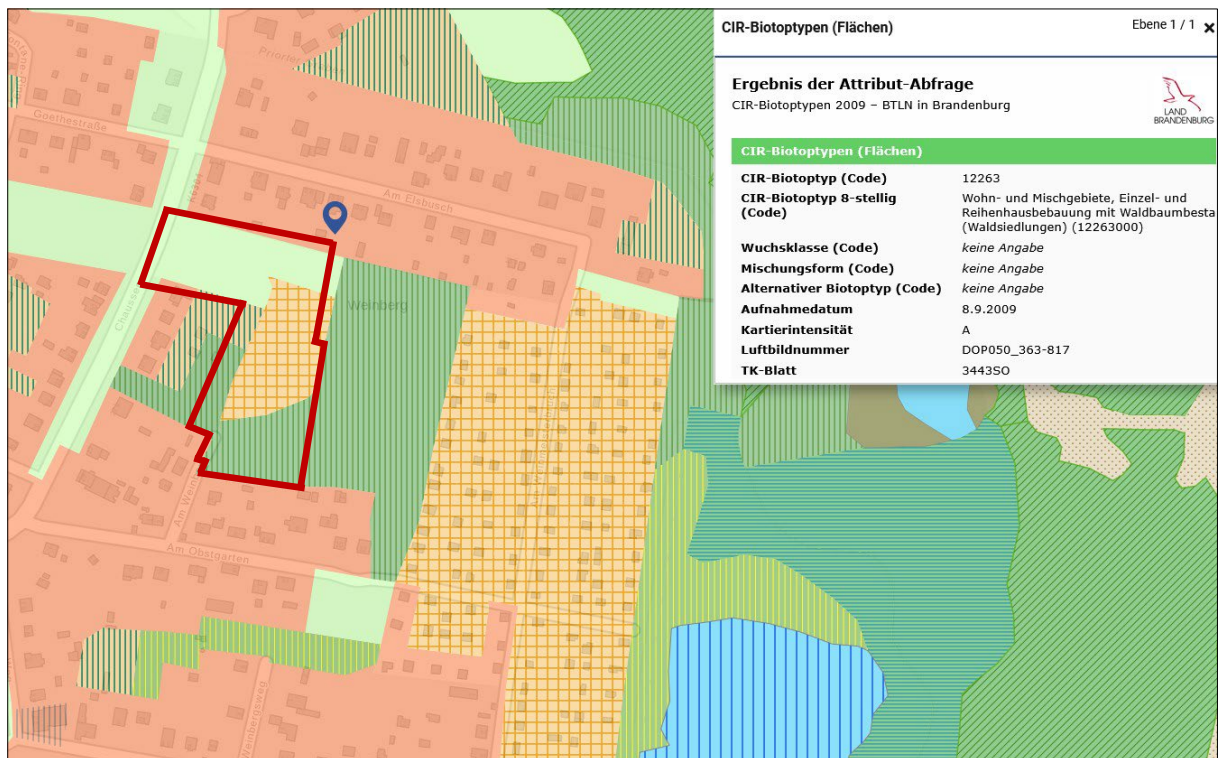 CIR-Biotoptypen (Flächen)
Ebene 1 / 1
Ergebnis der Attribut-Abfrage
CIR-Biotoptypen 2009 – BTLN in Brandenburg
LAND
BRANDENBURG
CIR-Biotoptypen (Flächen)
CIR-Biotoptyp (Code) 12263
CIR-Biotoptyp 8-stellig Wohn- und Mischgebiete, Einzel- und
(Code) Reihenhausbebauung mit Waldbaumbesta
(Waldsiedlungen) (12263000)
Wuchsklasse (Code) keine Angabe
Mischungsform (Code) keine Angabe
Alternativer Biotoptyp (Code) keine Angabe
Aufnahmedatum 8.9.2009
Kartierintensität A
Luftbildnummer DOP050_363-817
TK-Blatt 3443SO
Goethestraße
Am Elsbusch
Weinberg
Am Obstgarten
Weinbergsweg